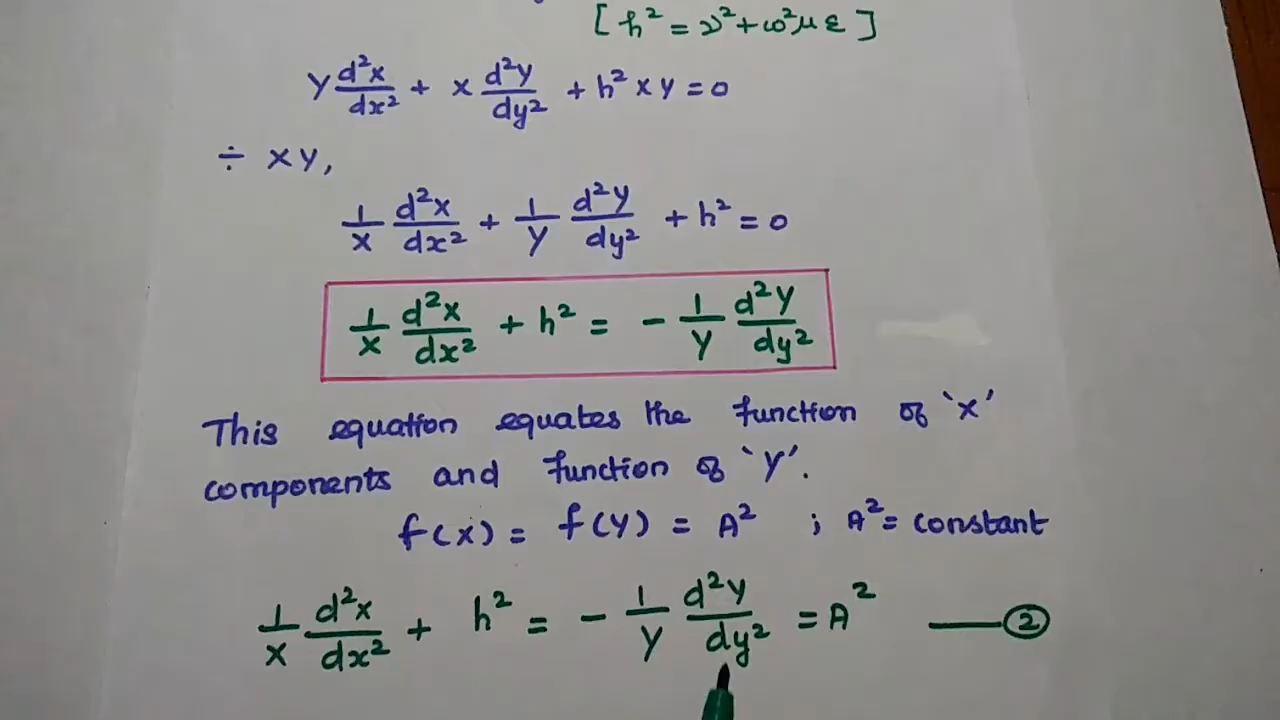 [h² = ν² + ω²με]
Y d²X/dx² + X d²Y/dy² + h² XY = 0
÷ XY,
1/X d²X/dx² + 1/Y d²Y/dy² + h² = 0
1/X d²X/dx² + h² = - 1/Y d²Y/dy²
This equation equates the function of 'X'
components and function of 'Y'.
f(X) = f(Y) = A² ; A² = constant
1/X d²X/dx² + h² = - 1/Y d²Y/dy² = A² —— ②